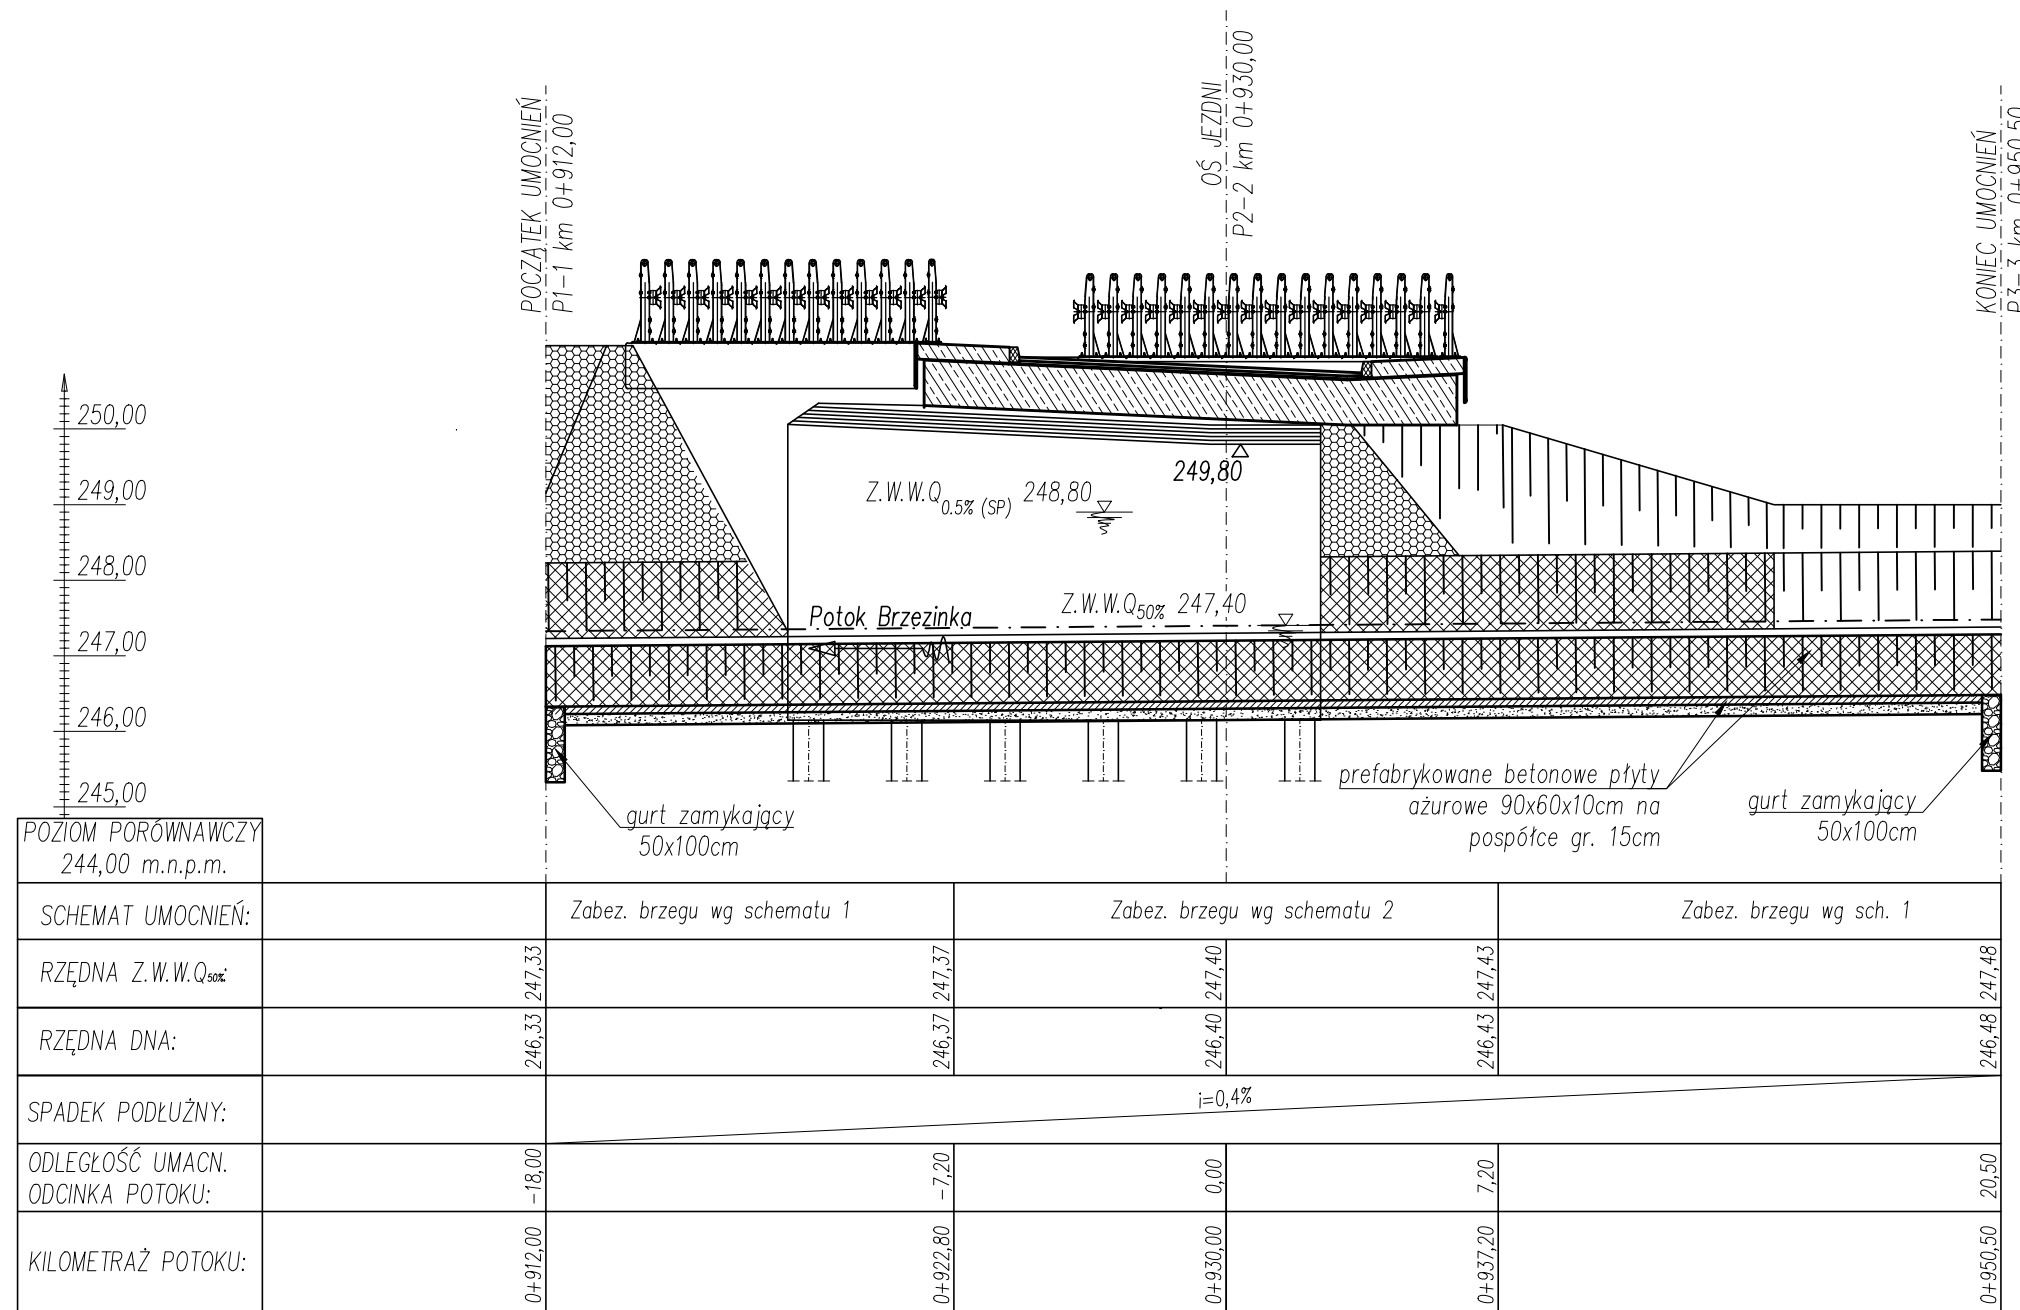 POCZĄTEK UMOCNIEŃ
P1-1 km 0+912,00
OŚ JEZDNI
P2-2 km 0+930,00
KONIEC UMOCNIEŃ
P3-3 km 0+950,50
250,00
249,00
248,00
247,00
246,00
245,00
249,80
Z.W.W.Q0.5% (SP) 248,80
Z.W.W.Q50% 247,40
Potok Brzezinka
gurt zamykający
50x100cm
prefabrykowane betonowe płyty
ażurowe 90x60x10cm na
pospółce gr. 15cm
gurt zamykający
50x100cm
POZIOM PORÓWNAWCZY
244,00 m.n.p.m.
SCHEMAT UMOCNIEŃ: Zabez. brzegu wg schematu 1 Zabez. brzegu wg schematu 2 Zabez. brzegu wg sch. 1
RZĘDNA Z.W.W.Q50%: 247,33 247,37 247,40 247,43 247,48
RZĘDNA DNA: 246,33 246,37 246,40 246,43 246,48
SPADEK PODŁUŻNY: i=0,4%
ODLEGŁOŚĆ UMACN.
ODCINKA POTOKU: -18,00 -7,20 0,00 7,20 20,50
KILOMETRAŻ POTOKU: 0+912,00 0+922,80 0+930,00 0+937,20 0+950,50